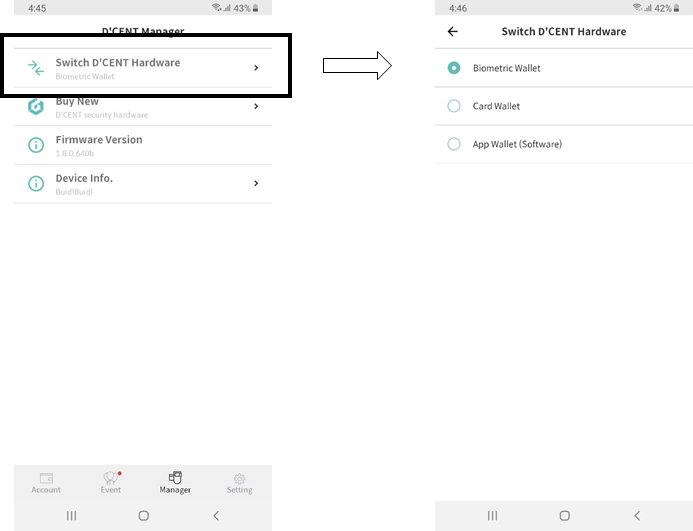 4:45
43%
D'CENT Manager
Switch D'CENT Hardware
Biometric Wallet
Buy New
D'CENT security hardware
Firmware Version
1.8.0.640b
Device Info.
BuidlBuidl
Account
Event
Manager
Setting
4:46
42%
Switch D'CENT Hardware
Biometric Wallet
Card Wallet
App Wallet (Software)